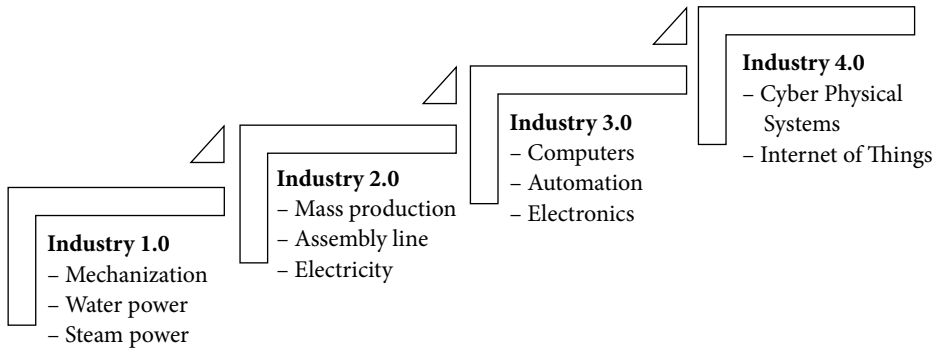 Industry 1.0
– Mechanization
– Water power
– Steam power
Industry 2.0
– Mass production
– Assembly line
– Electricity
Industry 3.0
– Computers
– Automation
– Electronics
Industry 4.0
– Cyber Physical
Systems
– Internet of Things